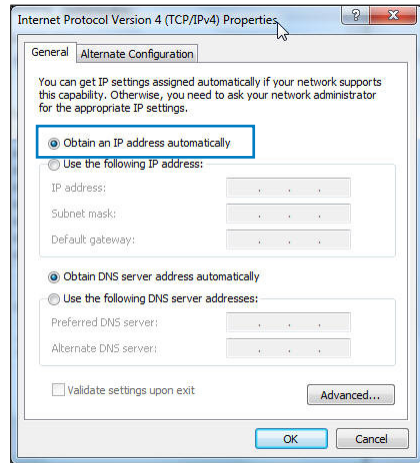 Internet Protocol Version 4 (TCP/IPv4) Properties
General
Alternate Configuration
You can get IP settings assigned automatically if your network supports
this capability. Otherwise, you need to ask your network administrator
for the appropriate IP settings.
Obtain an IP address automatically
Use the following IP address:
IP address:
Subnet mask:
Default gateway:
Obtain DNS server address automatically
Use the following DNS server addresses:
Preferred DNS server:
Alternate DNS server:
Validate settings upon exit
Advanced...
OK
Cancel